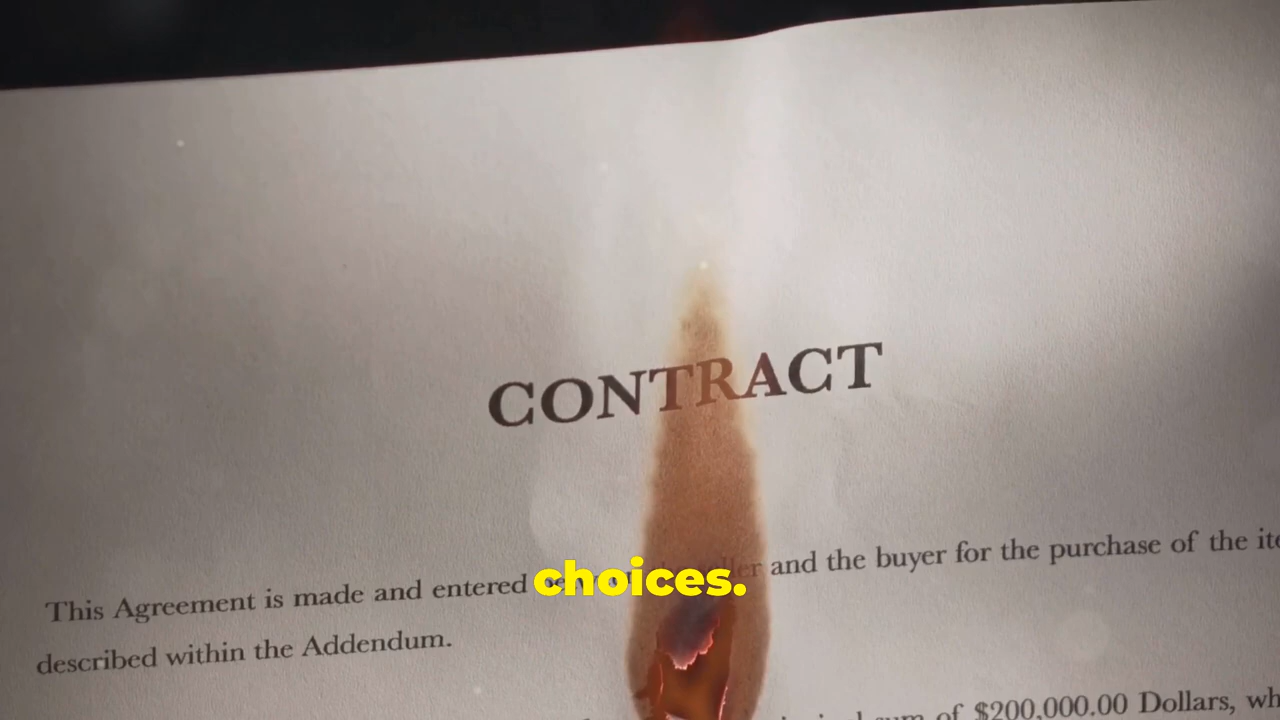 CONTRACT
This Agreement is made and entered
choices.
and the buyer for the purchase of the
described within the Addendum.
of $200,000.00 Dollars,